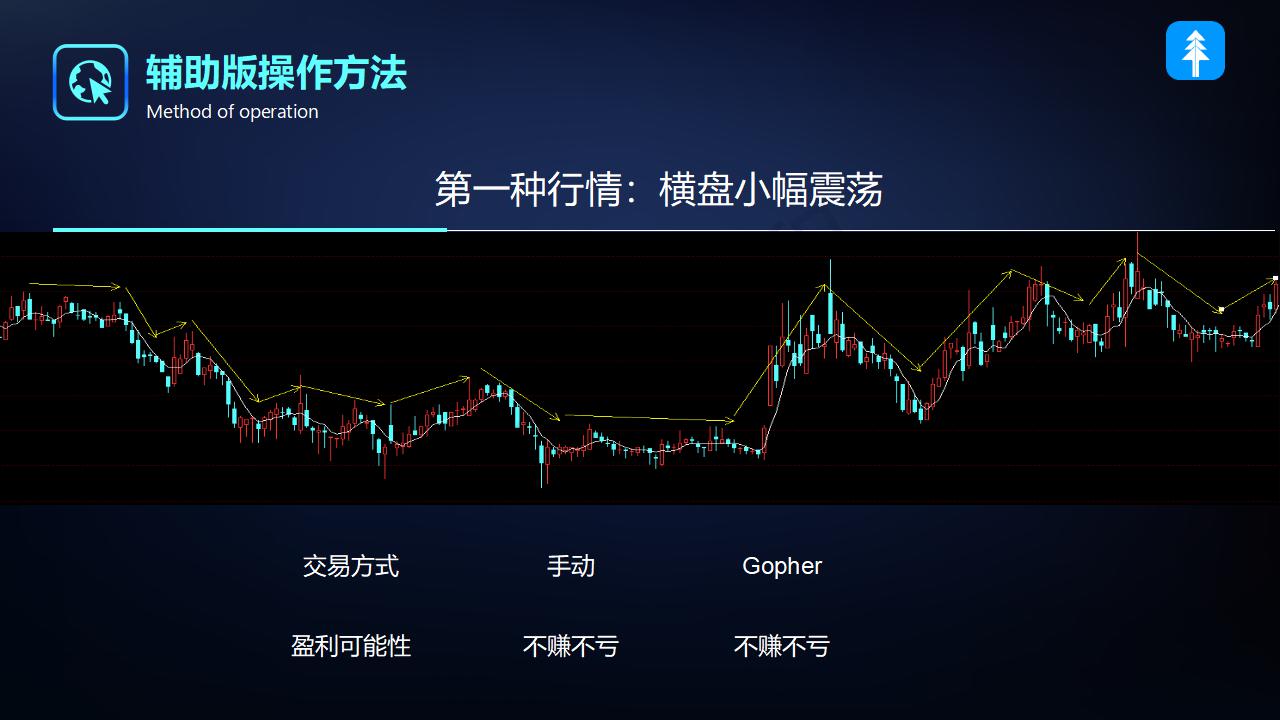 辅助版操作方法
Method of operation
第一种行情：横盘小幅震荡
交易方式 手动 Gopher
盈利可能性 不赚不亏 不赚不亏